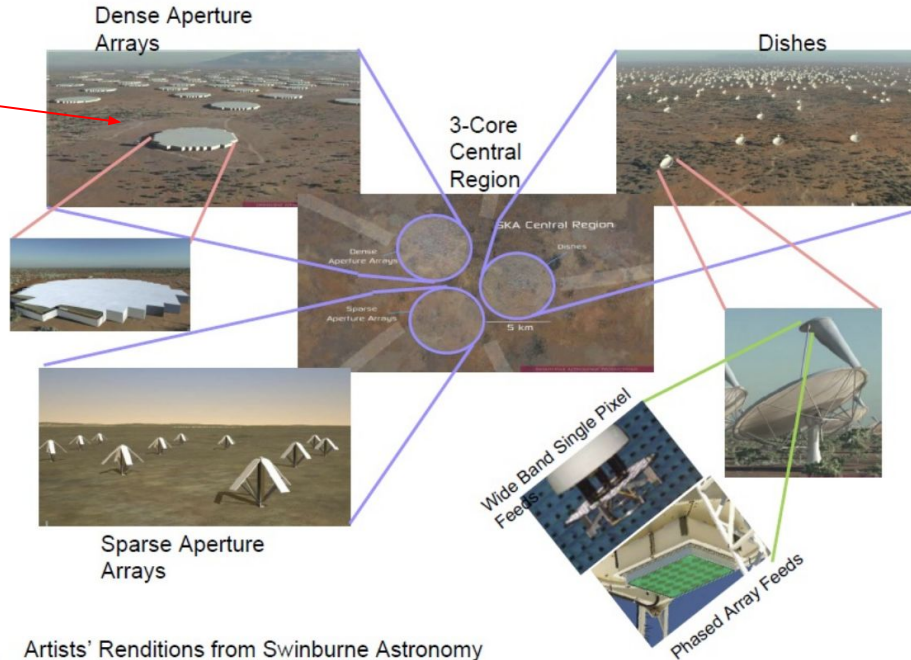 Dense Aperture
Arrays
Dishes
3-Core
Central
Region
SKA Central Region
Dense
Aperture Arrays
Dishes
Sparse
Aperture Arrays
5 km
Wide Band Single Pixel
Feeds
Phased Array Feeds
Sparse Aperture
Arrays
Artists' Renditions from Swinburne Astronomy